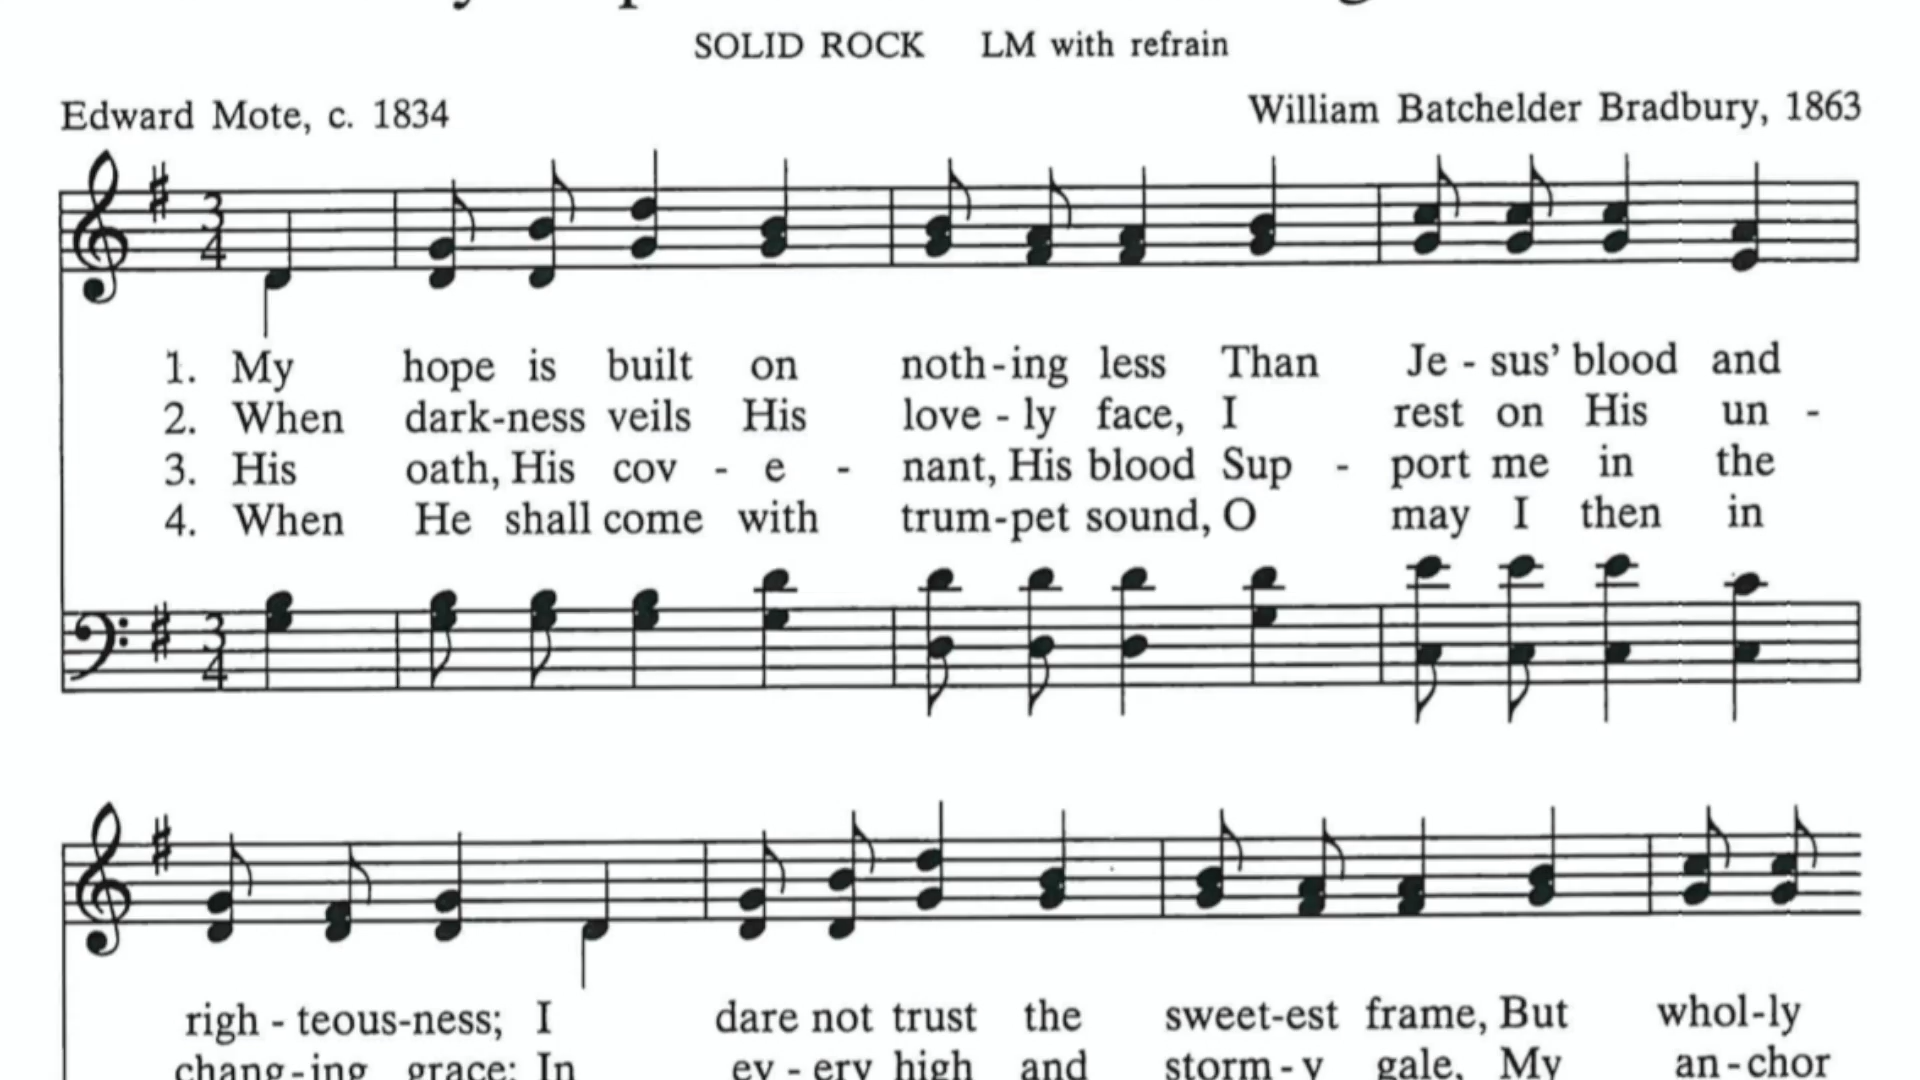 SOLID ROCK LM with refrain
Edward Mote, c. 1834 William Batchelder Bradbury, 1863
3
4
1. My hope is built on noth-ing less Than Je - sus' blood and
2. When dark-ness veils His love - ly face, I rest on His un -
3. His oath, His cov - e - nant, His blood Sup - port me in the
4. When He shall come with trum-pet sound, O may I then in
3
4
righ - teous-ness; I dare not trust the sweet-est frame, But whol-ly
chang-ing grace; In ev - ery high and storm - y gale, My an-chor